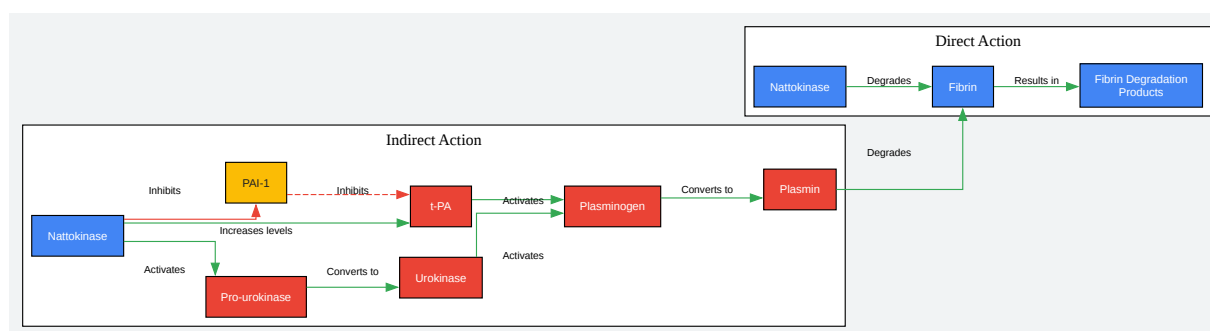 Direct Action
Nattokinase
Degrades
Fibrin
Results in
Fibrin Degradation
Products
Degrades
Indirect Action
Inhibits
PAI-1
Inhibits
t-PA
Activates
Plasminogen
Converts to
Plasmin
Nattokinase
Increases levels
Activates
Pro-urokinase
Converts to
Urokinase
Activates